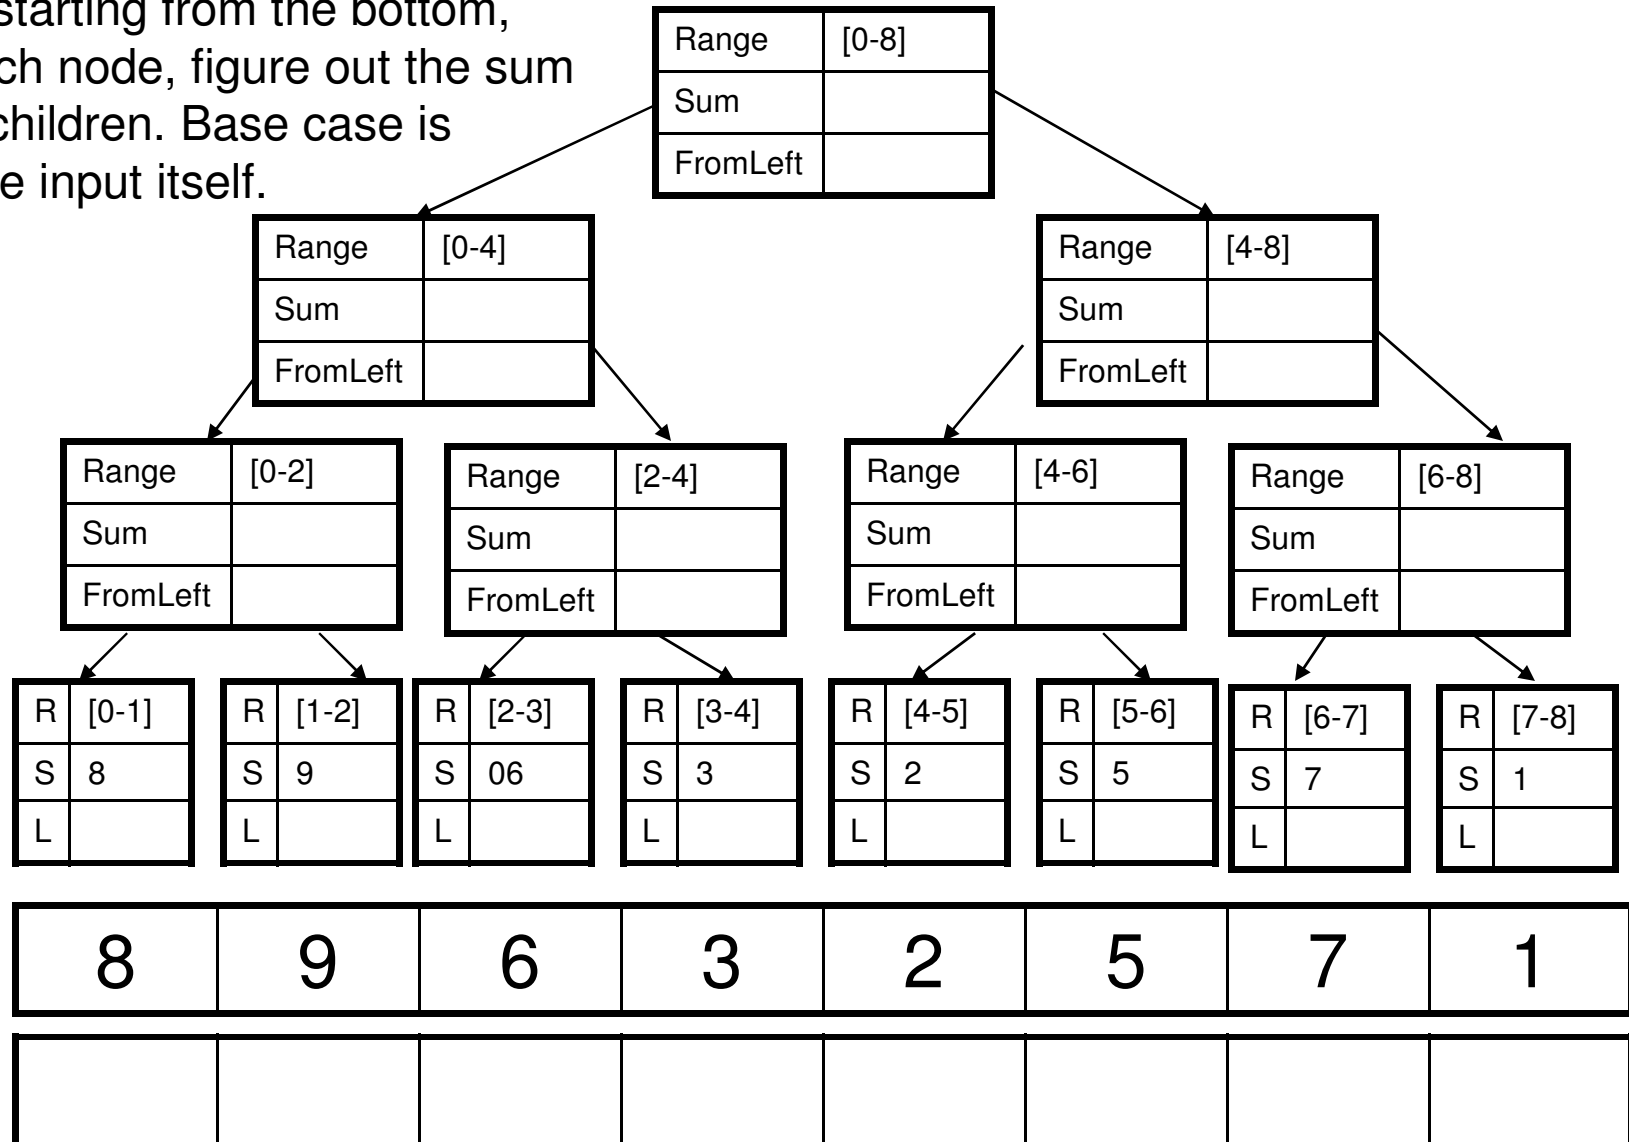 starting from the bottom,
ch node, figure out the sum
children. Base case is
e input itself.
Range [0-8]
Sum
FromLeft
Range [0-4]
Sum
FromLeft
Range [4-8]
Sum
FromLeft
Range [0-2]
Sum
FromLeft
Range [2-4]
Sum
FromLeft
Range [4-6]
Sum
FromLeft
Range [6-8]
Sum
FromLeft
R [0-1]
S 8
L
R [1-2]
S 9
L
R [2-3]
S 06
L
R [3-4]
S 3
L
R [4-5]
S 2
L
R [5-6]
S 5
L
R [6-7]
S 7
L
R [7-8]
S 1
L
8 9 6 3 2 5 7 1